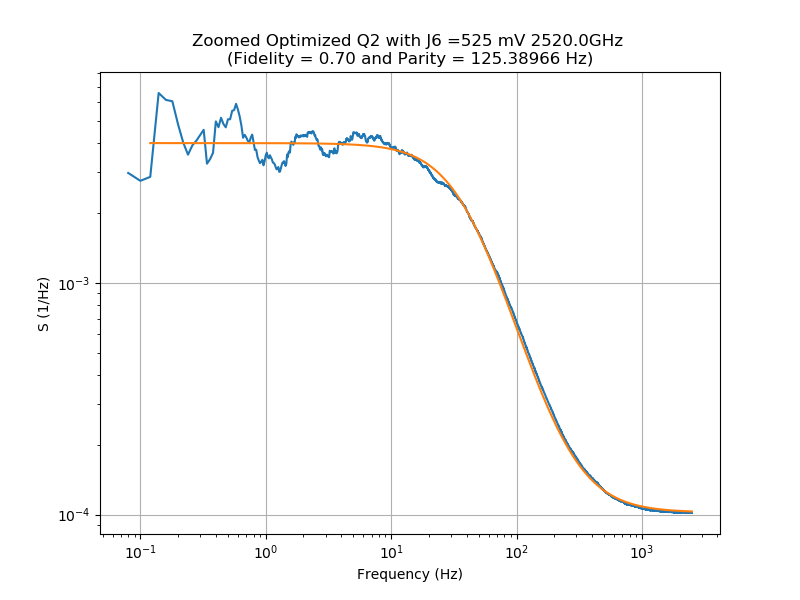 Zoomed Optimized Q2 with J6 =525 mV 2520.0GHz
(Fidelity = 0.70 and Parity = 125.38966 Hz)
S (1/Hz)
10⁻³
10⁻⁴
10⁻¹ 10⁰ 10¹ 10² 10³
Frequency (Hz)